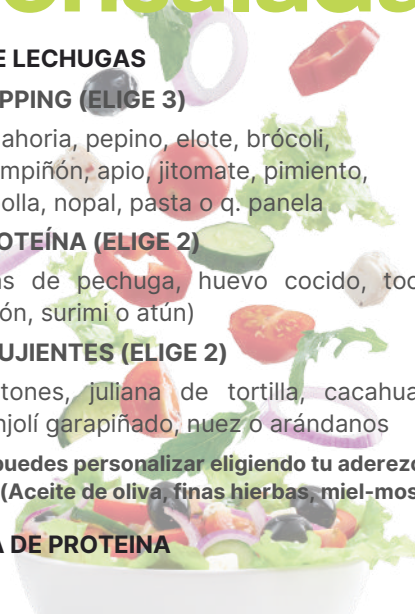 E LECHUGAS
PPING (ELIGE 3)
ahoria, pepino, elote, brócoli,
mpiñón, apio, jitomate, pimiento,
olla, nopal, pasta o q. panela
OTEÍNA (ELIGE 2)
as de pechuga, huevo cocido, toc
ón, surimi o atún)
UJIENTES (ELIGE 2)
tones, juliana de tortilla, cacahua
njolí garapiñado, nuez o arándanos
puedes personalizar eligiendo tu aderezo
(Aceite de oliva, finas hierbas, miel-mos
A DE PROTEINA